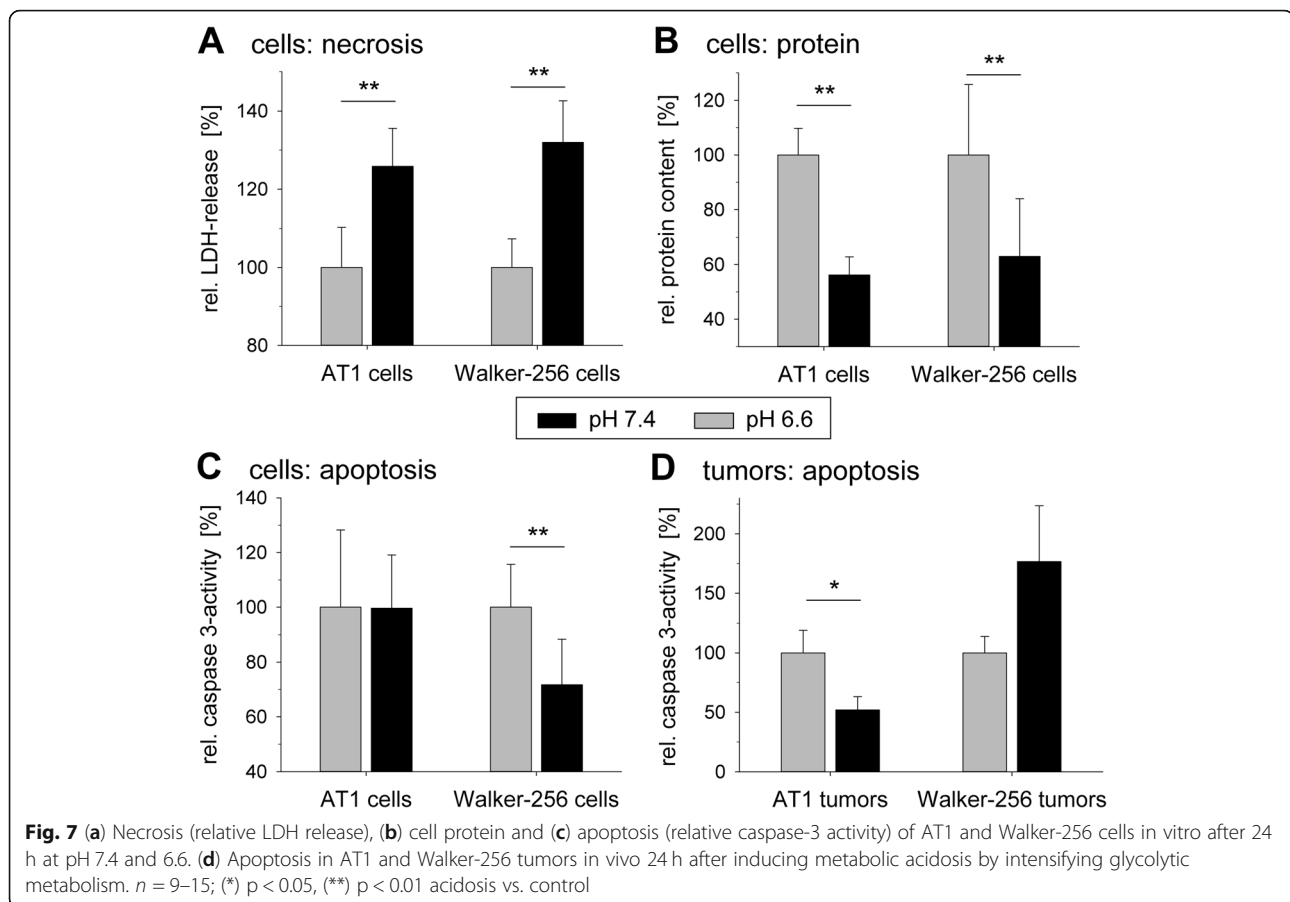 A cells: necrosis
rel. LDH-release [%]
140
120
100
80
**
**
AT1 cells
Walker-256 cells
B cells: protein
rel. protein content [%]
120
100
80
60
40
**
**
AT1 cells
Walker-256 cells
pH 7.4
pH 6.6
C cells: apoptosis
rel. caspase 3-activity [%]
140
120
100
80
60
40
**
AT1 cells
Walker-256 cells
D tumors: apoptosis
rel. caspase 3-activity [%]
200
150
100
50
0
*
AT1 tumors
Walker-256 tumors
Fig. 7 (a) Necrosis (relative LDH release), (b) cell protein and (c) apoptosis (relative caspase-3 activity) of AT1 and Walker-256 cells in vitro after 24
h at pH 7.4 and 6.6. (d) Apoptosis in AT1 and Walker-256 tumors in vivo 24 h after inducing metabolic acidosis by intensifying glycolytic
metabolism. n = 9–15; (*) p < 0.05, (**) p < 0.01 acidosis vs. control